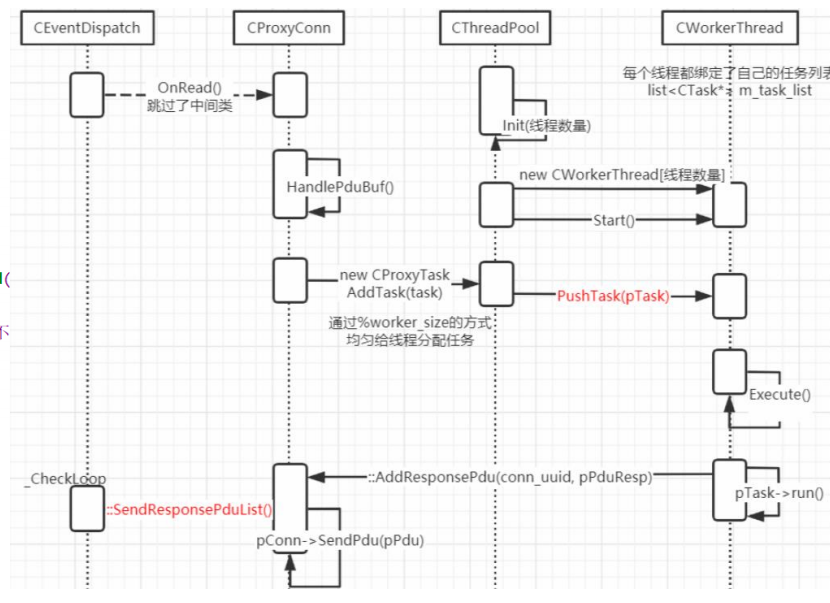 CEventDispatch
CProxyConn
CThreadPool
CWorkerThread
OnRead()
跳过了中间类
每个线程都绑定了自己的任务列表
list<CTask*> m_task_list
_Init(线程数量)
HandlePduBuf()
new CWorkerThread[线程数量]
Start()
new CProxyTask
AddTask(task)
PushTask(pTask)
通过%worker_size的方式
均匀给线程分配任务
Execute()
_CheckLoop
::AddResponsePdu(conn_uuid, pPduResp)
pTask->run()
::SendResponsePduList()
pConn->SendPdu(pPdu)